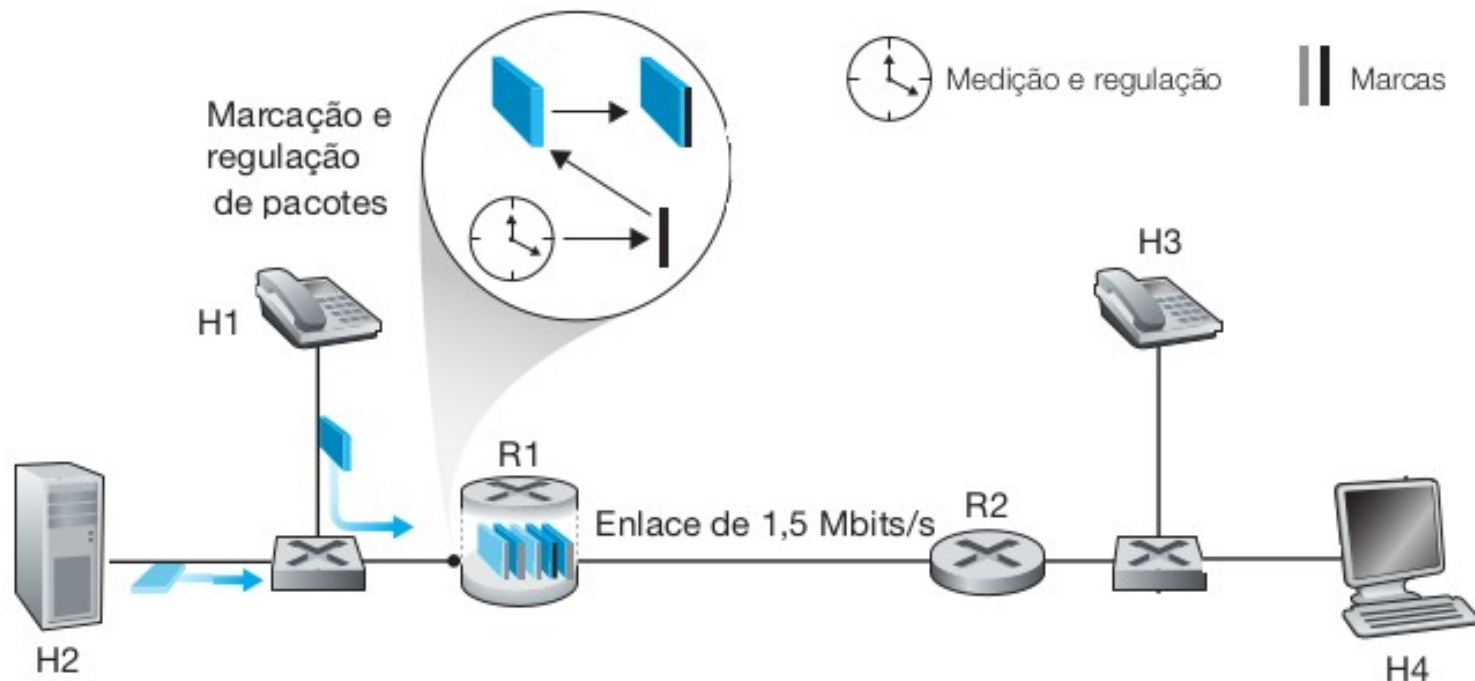 Marcação e
regulação
de pacotes
Medição e regulação
Marcas
H1
H3
R1
Enlace de 1,5 Mbits/s
R2
H2
H4